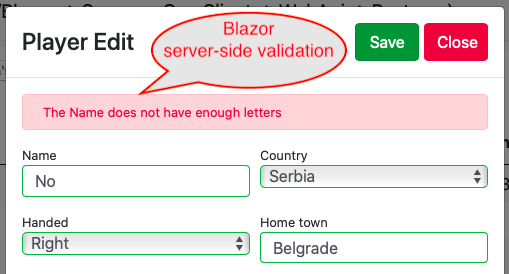 Player Edit
Blazor
server-side validation
Save
Close
The Name does not have enough letters
Name
Country
No
Serbia
Handed
Home town
Right
Belgrade